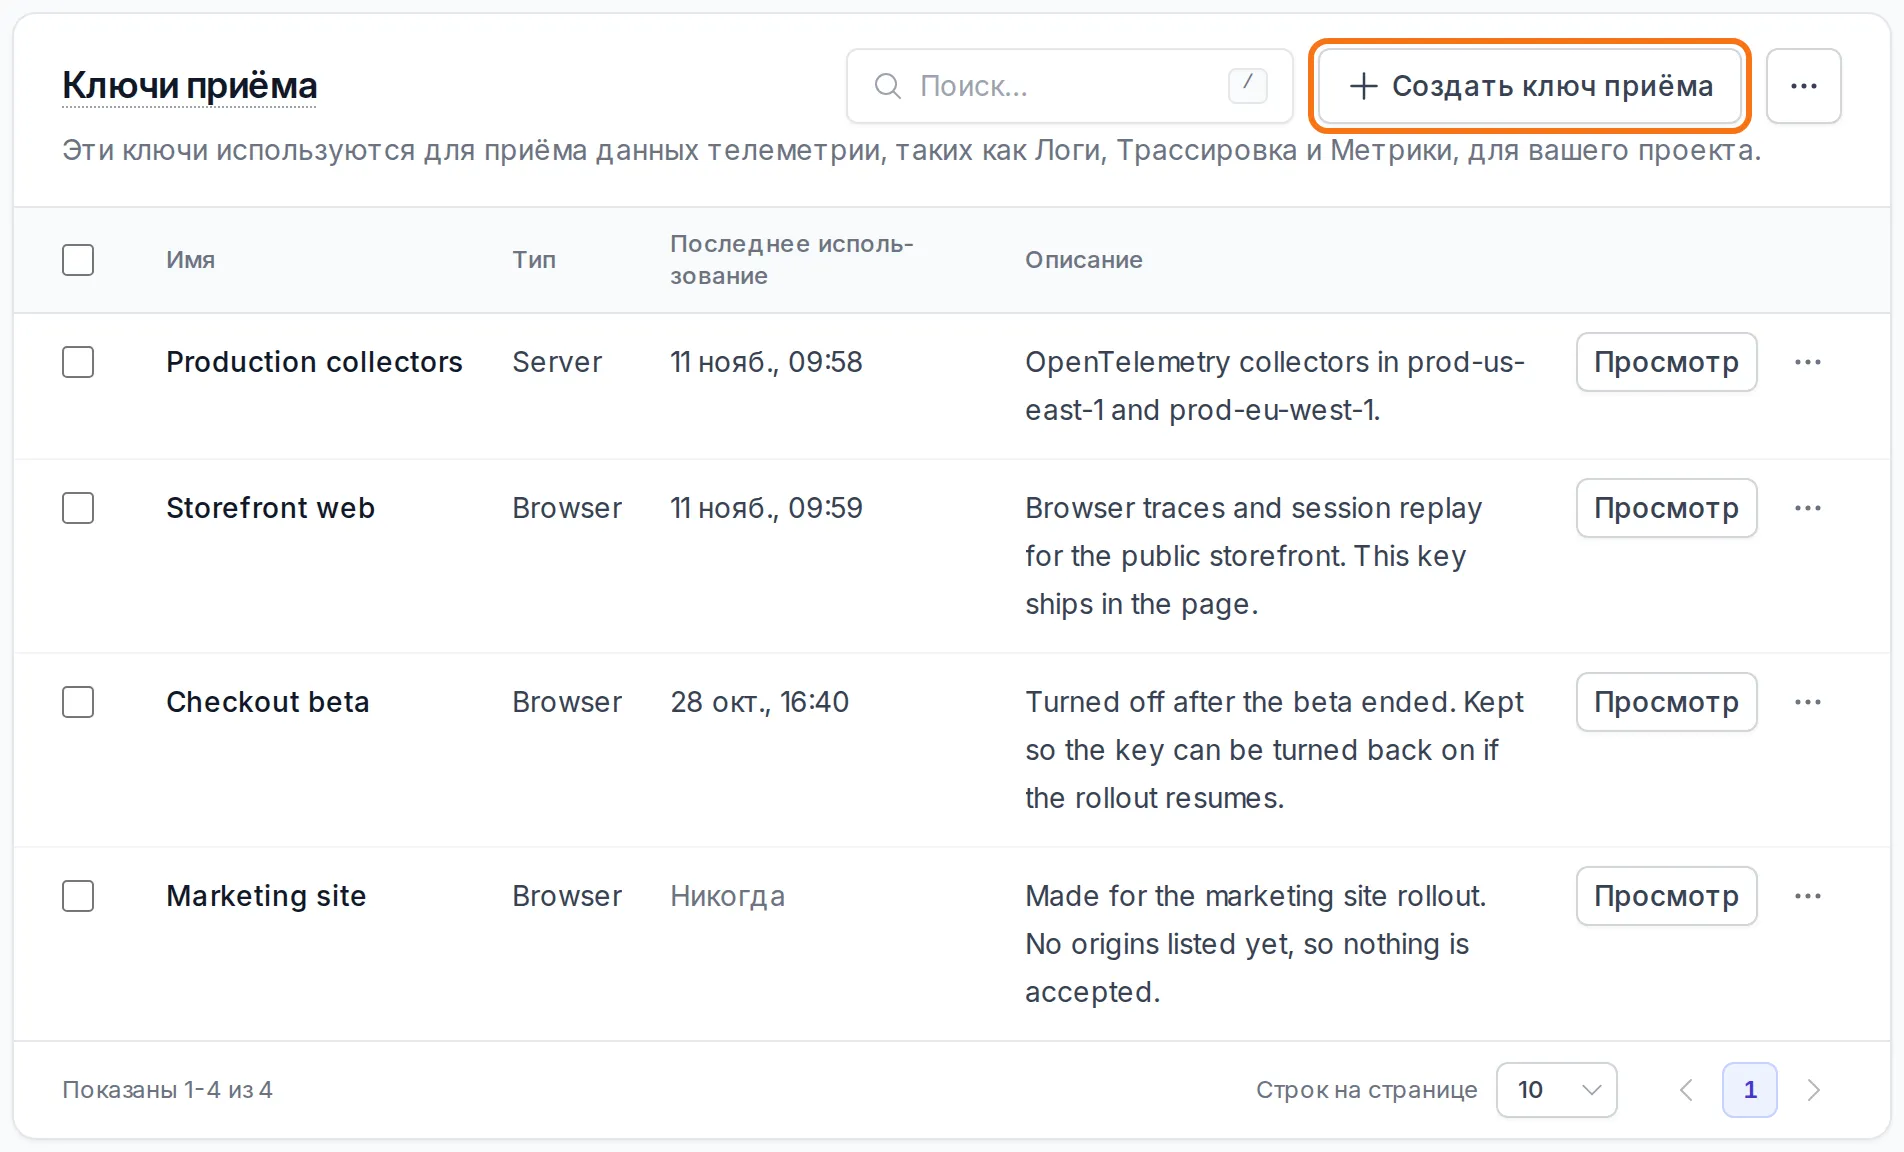 Ключи приёма
Поиск...
/
Создать ключ приёма
Эти ключи используются для приёма данных телеметрии, таких как Логи, Трассировка и Метрики, для вашего проекта.
Имя
Тип
Последнее исполь-
зование
Описание
Production collectors
Server
11 нояб., 09:58
OpenTelemetry collectors in prod-us-
east-1 and prod-eu-west-1.
Просмотр
Storefront web
Browser
11 нояб., 09:59
Browser traces and session replay
for the public storefront. This key
ships in the page.
Просмотр
Checkout beta
Browser
28 окт., 16:40
Turned off after the beta ended. Kept
so the key can be turned back on if
the rollout resumes.
Просмотр
Marketing site
Browser
Никогда
Made for the marketing site rollout.
No origins listed yet, so nothing is
accepted.
Просмотр
Показаны 1-4 из 4
Строк на странице
10
1